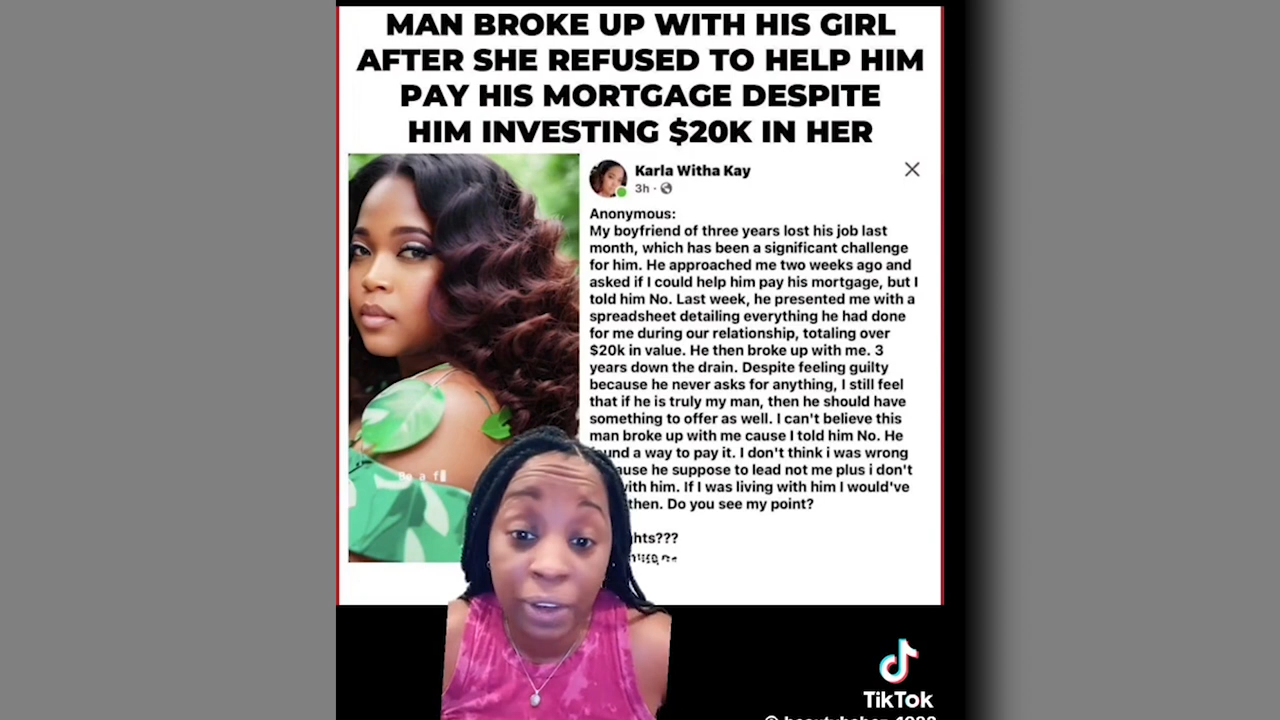 MAN BROKE UP WITH HIS GIRL
AFTER SHE REFUSED TO HELP HIM
PAY HIS MORTGAGE DESPITE
HIM INVESTING $20K IN HER
Karla Witha Kay
3h ·
Anonymous:
My boyfriend of three years lost his job last
month, which has been a significant challenge
for him. He approached me two weeks ago and
asked if I could help him pay his mortgage, but I
told him No. Last week, he presented me with a
spreadsheet detailing everything he had done
for me during our relationship, totaling over
$20k in value. He then broke up with me. 3
years down the drain. Despite feeling guilty
because he never asks for anything, I still feel
that if he is truly my man, then he should have
something to offer as well. I can't believe this
man broke up with me cause I told him No. He
a way to pay it. I don't think i was wrong
he suppose to lead not me plus i don't
with him. If I was living with him I would've
then. Do you see my point?
TikTok